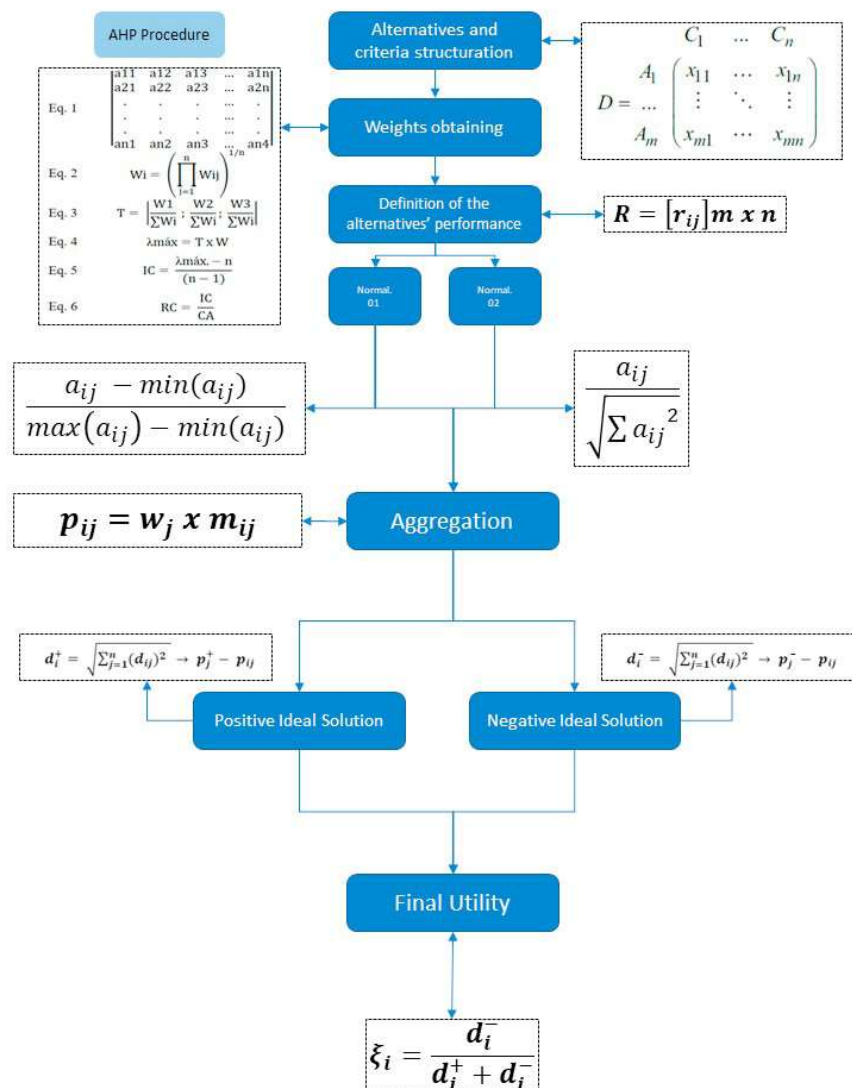 AHP Procedure
Alternatives and
criteria structuration
C₁ ... Cₙ
A₁ x₁₁ ... x₁ₙ
D = ... ⋮ ⋱ ⋮
Aₘ xₘ₁ ... xₘₙ
Eq. 1
a11 a12 a13 ... a1n
a21 a22 a23 ... a2n
. . . ... .
. . . ... .
. . . ... .
an1 an2 an3 ... an4
Eq. 2 Wi = (∏ⱼ₌₁ⁿ Wij)^1/n
Eq. 3 T = |W1/∑Wi ; W2/∑Wi ; W3/∑Wi|
Eq. 4 λmáx = T x W
Eq. 5 IC = (λmáx. − n)/(n − 1)
Eq. 6 RC = IC/CA
Weights obtaining
Definition of the
alternatives' performance
R = [rᵢⱼ]m x n
Normal.
01
Normal.
02
aᵢⱼ − min(aᵢⱼ)
max(aᵢⱼ) − min(aᵢⱼ)
aᵢⱼ
√∑ aᵢⱼ²
Aggregation
pᵢⱼ = wⱼ x mᵢⱼ
dᵢ⁺ = √∑ⱼ₌₁ⁿ(dᵢⱼ)² → pⱼ⁺ − pᵢⱼ
dᵢ⁻ = √∑ⱼ₌₁ⁿ(dᵢⱼ)² → pⱼ⁻ − pᵢⱼ
Positive Ideal Solution
Negative Ideal Solution
Final Utility
ξᵢ = dᵢ⁻/(dᵢ⁺ + dᵢ⁻)